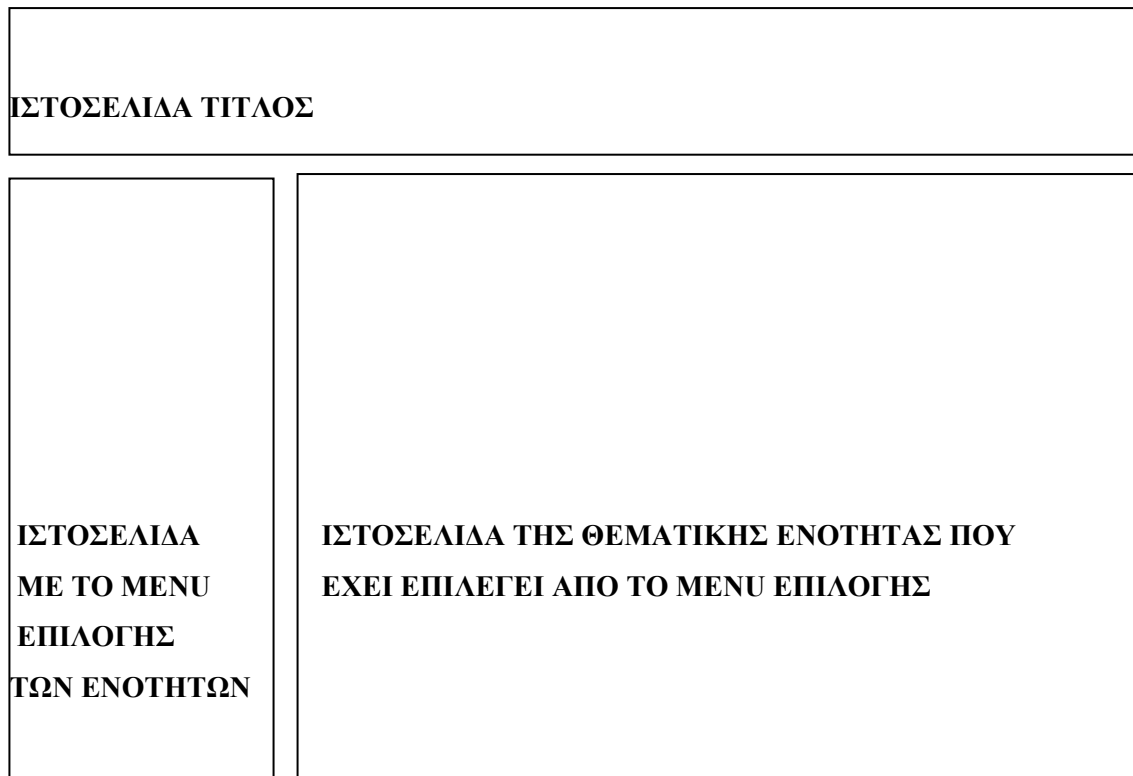 ΙΣΤΟΣΕΛΙΔΑ ΤΙΤΛΟΣ
ΙΣΤΟΣΕΛΙΔΑ
ΜΕ ΤΟ MENU
ΕΠΙΛΟΓΗΣ
ΤΩΝ ΕΝΟΤΗΤΩΝ
ΙΣΤΟΣΕΛΙΔΑ ΤΗΣ ΘΕΜΑΤΙΚΗΣ ΕΝΟΤΗΤΑΣ ΠΟΥ
ΕΧΕΙ ΕΠΙΛΕΓΕΙ ΑΠΟ ΤΟ MENU ΕΠΙΛΟΓΗΣ